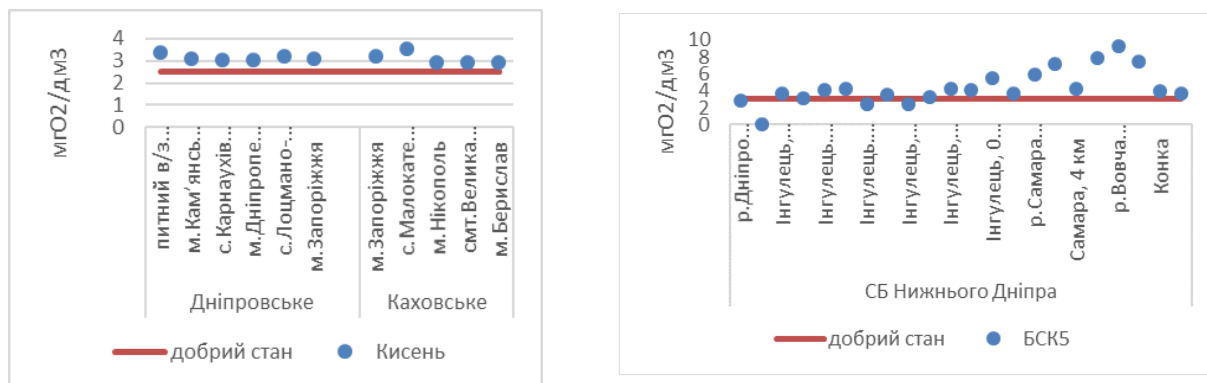 мгО2/дм3
4
3
2
1
0
питний в/з...
м.Кам’янсь...
с.Карнаухів...
м.Дніпропе...
с.Лоцмано-...
м.Запоріжжя
м.Запоріжжя
с.Малокате...
м.Нікополь
смт.Велика...
м.Берислав
Дніпровське
Каховське
добрий стан
Кисень
мгО2/дм3
10
8
6
4
2
0
р.Дніпро...
Інгулець,...
Інгулець...
Інгулець...
Інгулець,...
Інгулець,...
Інгулець, 0...
р.Самара...
Самара, 4 км
р.Вовча...
Конка
СБ Нижнього Дніпра
добрий стан
БСК5